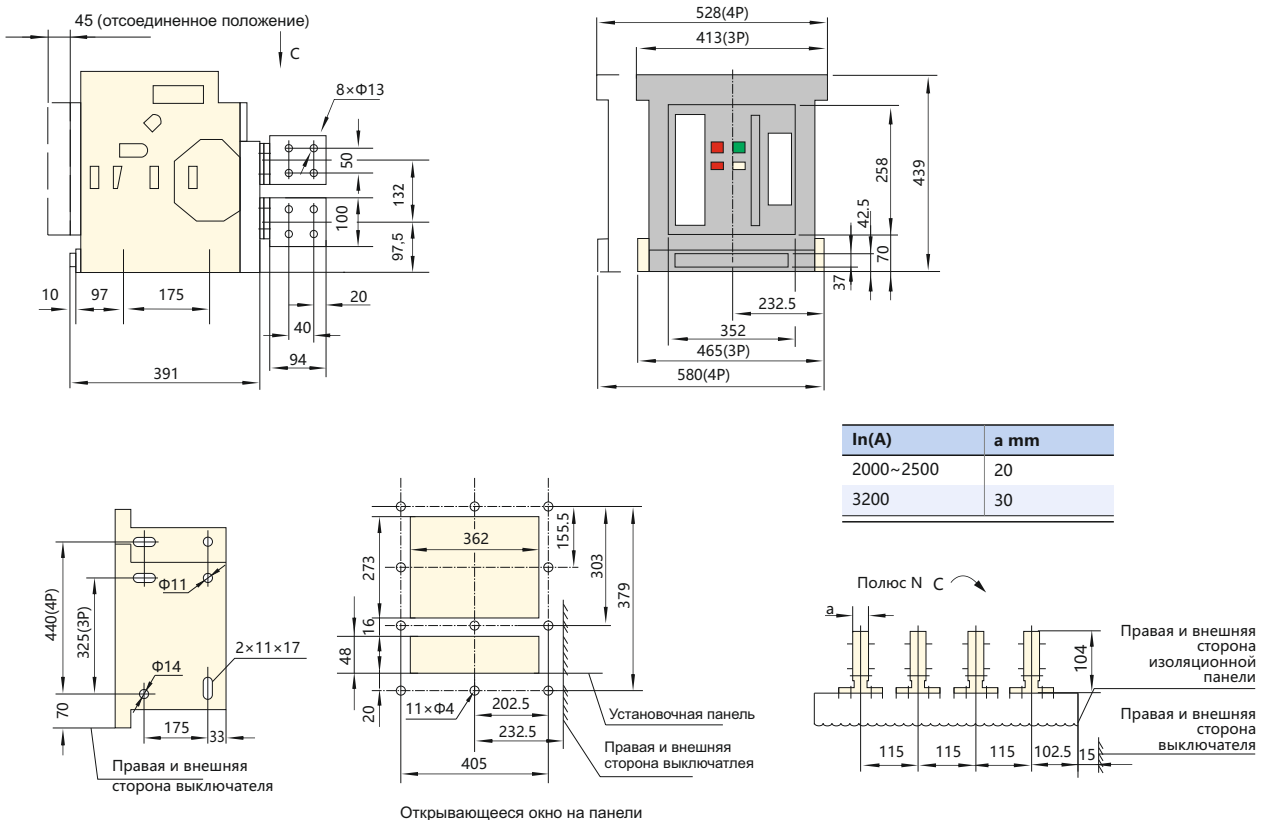 45 (отсоединенное положение)
C
8×Φ13
50
132
100
97,5
10
97
175
20
40
94
391
528(4P)
413(3P)
258
439
42.5
70
37
232.5
352
465(3P)
580(4P)
In(A)
a mm
2000~2500
20
3200
30
440(4P)
325(3P)
Φ11
2×11×17
Φ14
70
175
33
Правая и внешняя
сторона выключателя
362
273
155.5
303
379
16
48
20
11×Φ4
202.5
232.5
405
Установочная панель
Правая и внешняя
сторона выключатлея
Открывающееся окно на панели
Полюс N
C
a
104
115
115
115
102.5
15
Правая и внешняя
сторона
изоляционной
панели
Правая и внешняя
сторона
выключателя